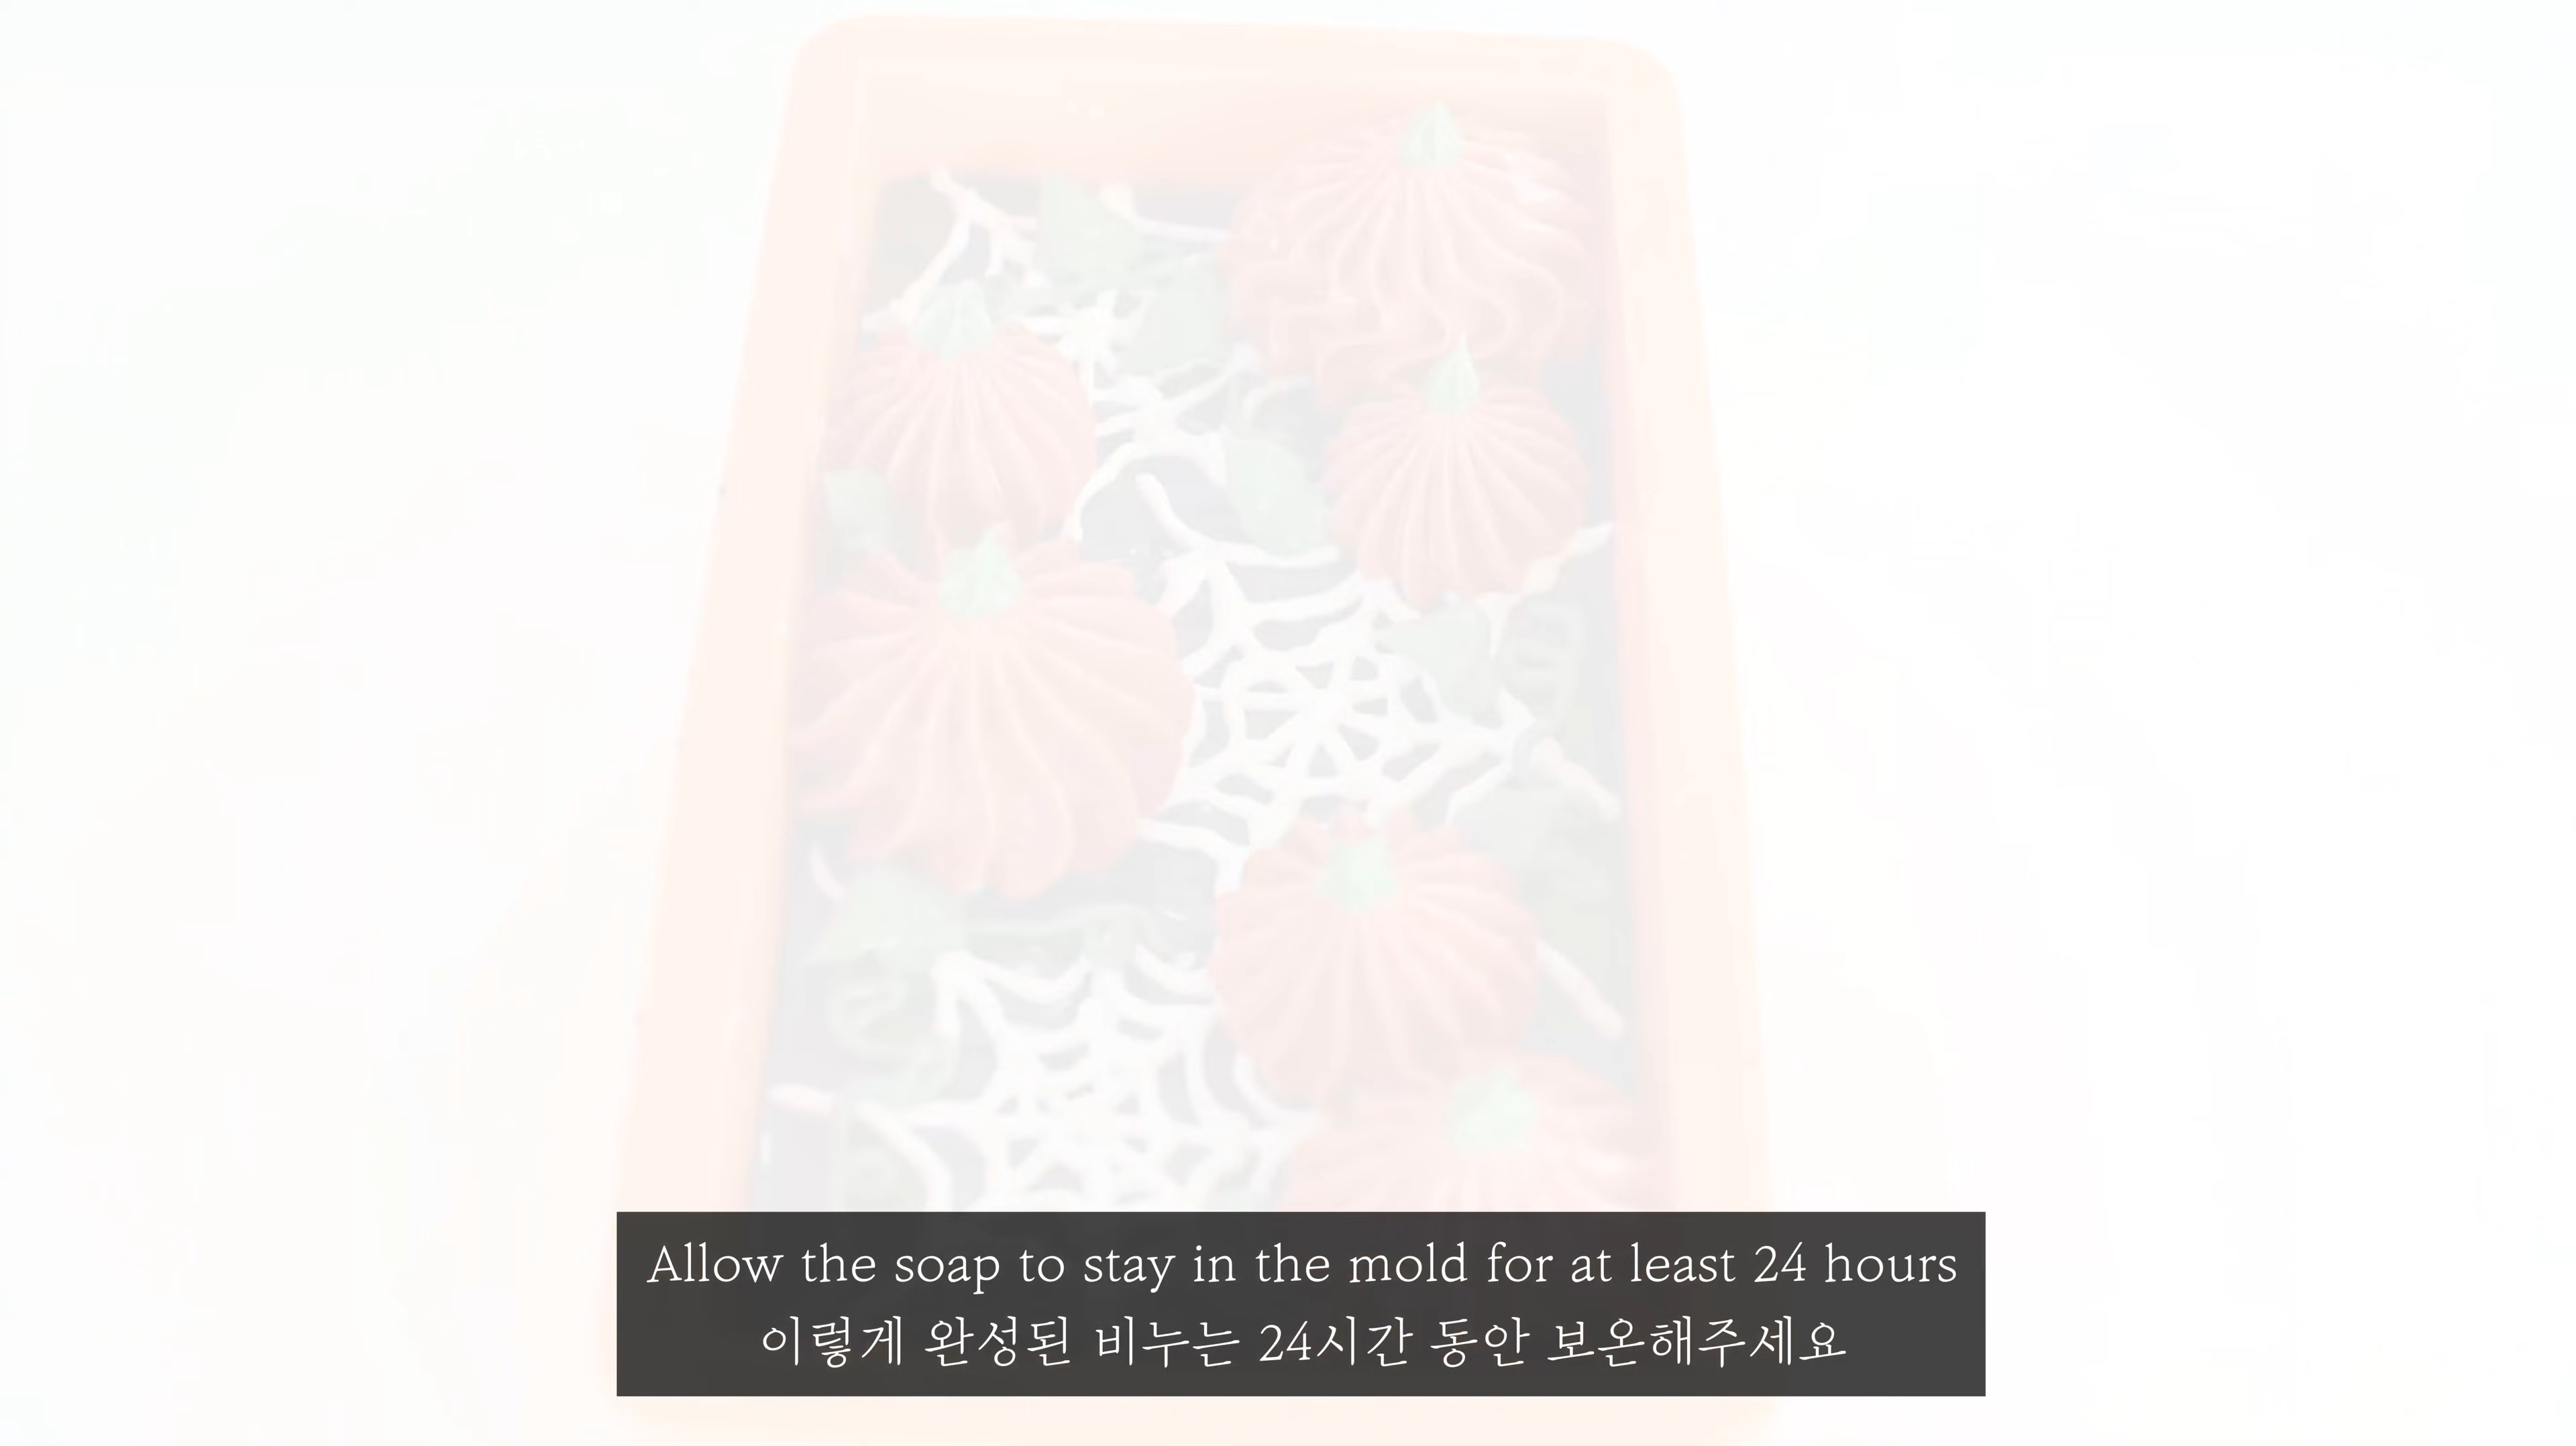 Allow the soap to stay in the mold for at least 24 hours
이렇게 완성된 비누는 24시간 동안 보온해주세요